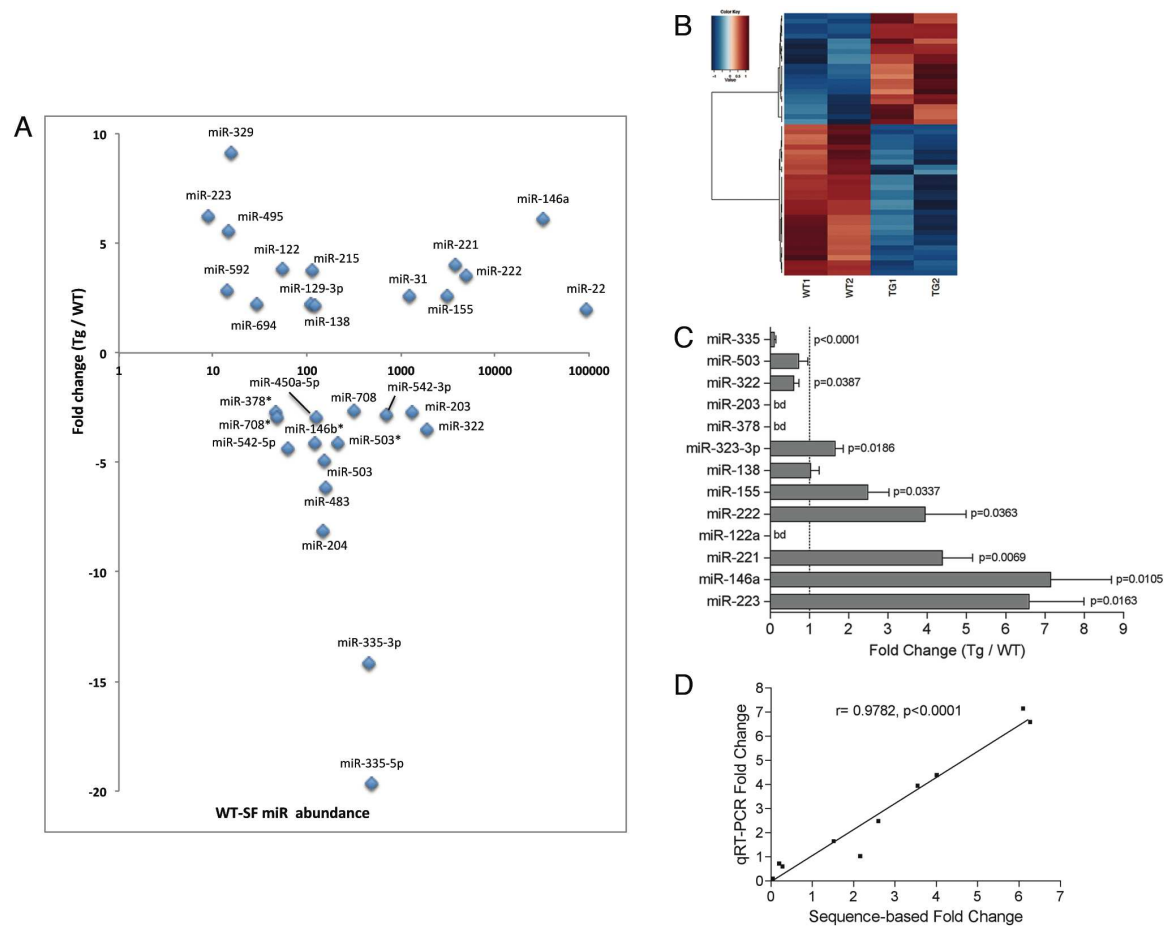 A
10
5
0
-5
-10
-15
-20
1
10
100
1000
10000
100000
Fold change (Tg / WT)
WT-SF miR abundance
miR-329
miR-223
miR-495
miR-146a
miR-122
miR-215
miR-221
miR-222
miR-592
miR-129-3p
miR-31
miR-22
miR-694
miR-138
miR-155
miR-450a-5p
miR-542-3p
miR-378*
miR-708
miR-203
miR-708*
miR-146b*
miR-322
miR-542-5p
miR-503*
miR-503
miR-483
miR-204
miR-335-3p
miR-335-5p
B
Color Key
Value
WT1
WT2
TG1
TG2
C
miR-335 p<0.0001
miR-503
miR-322 p=0.0387
miR-203 bd
miR-378 bd
miR-323-3p p=0.0186
miR-138
miR-155 p=0.0337
miR-222 p=0.0363
miR-122a bd
miR-221 p=0.0069
miR-146a p=0.0105
miR-223 p=0.0163
0 1 2 3 4 5 6 7 8 9
Fold Change (Tg / WT)
D
r= 0.9782, p<0.0001
qRT-PCR Fold Change
8
7
6
5
4
3
2
1
0
0 1 2 3 4 5 6 7
Sequence-based Fold Change